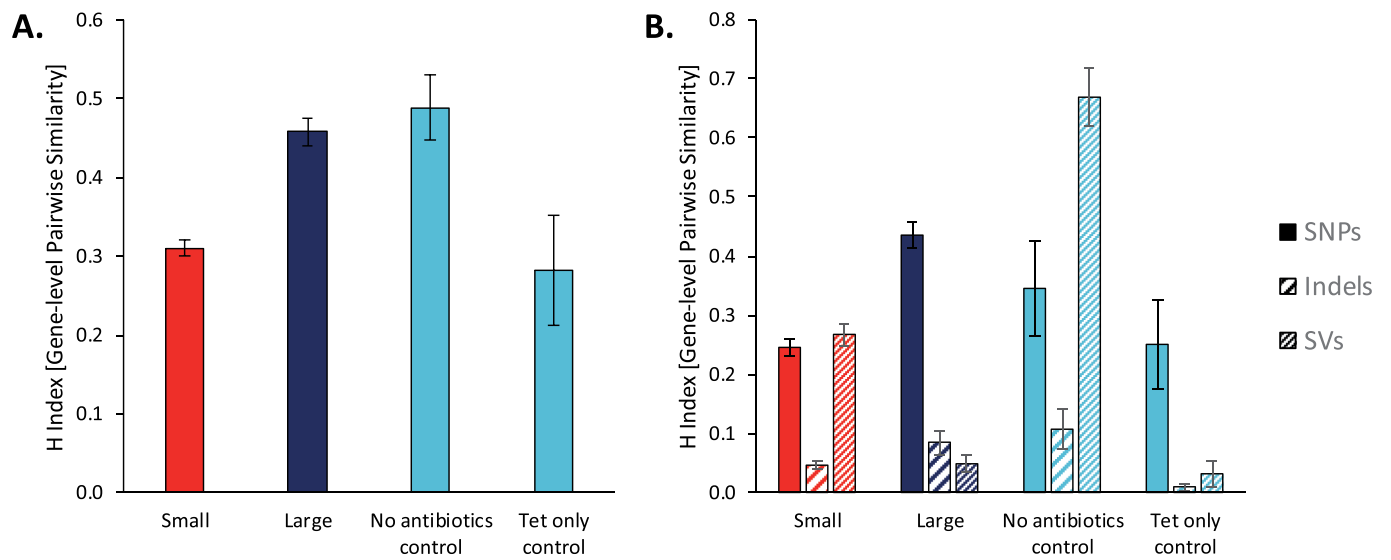 A.
H Index [Gene-level Pairwise Similarity]
0.6
0.5
0.4
0.3
0.2
0.1
0.0
Small
Large
No antibiotics
control
Tet only
control
B.
H Index [Gene-level Pairwise Similarity]
0.8
0.7
0.6
0.5
0.4
0.3
0.2
0.1
0.0
Small
Large
No antibiotics
control
Tet only
control
SNPs
Indels
SVs